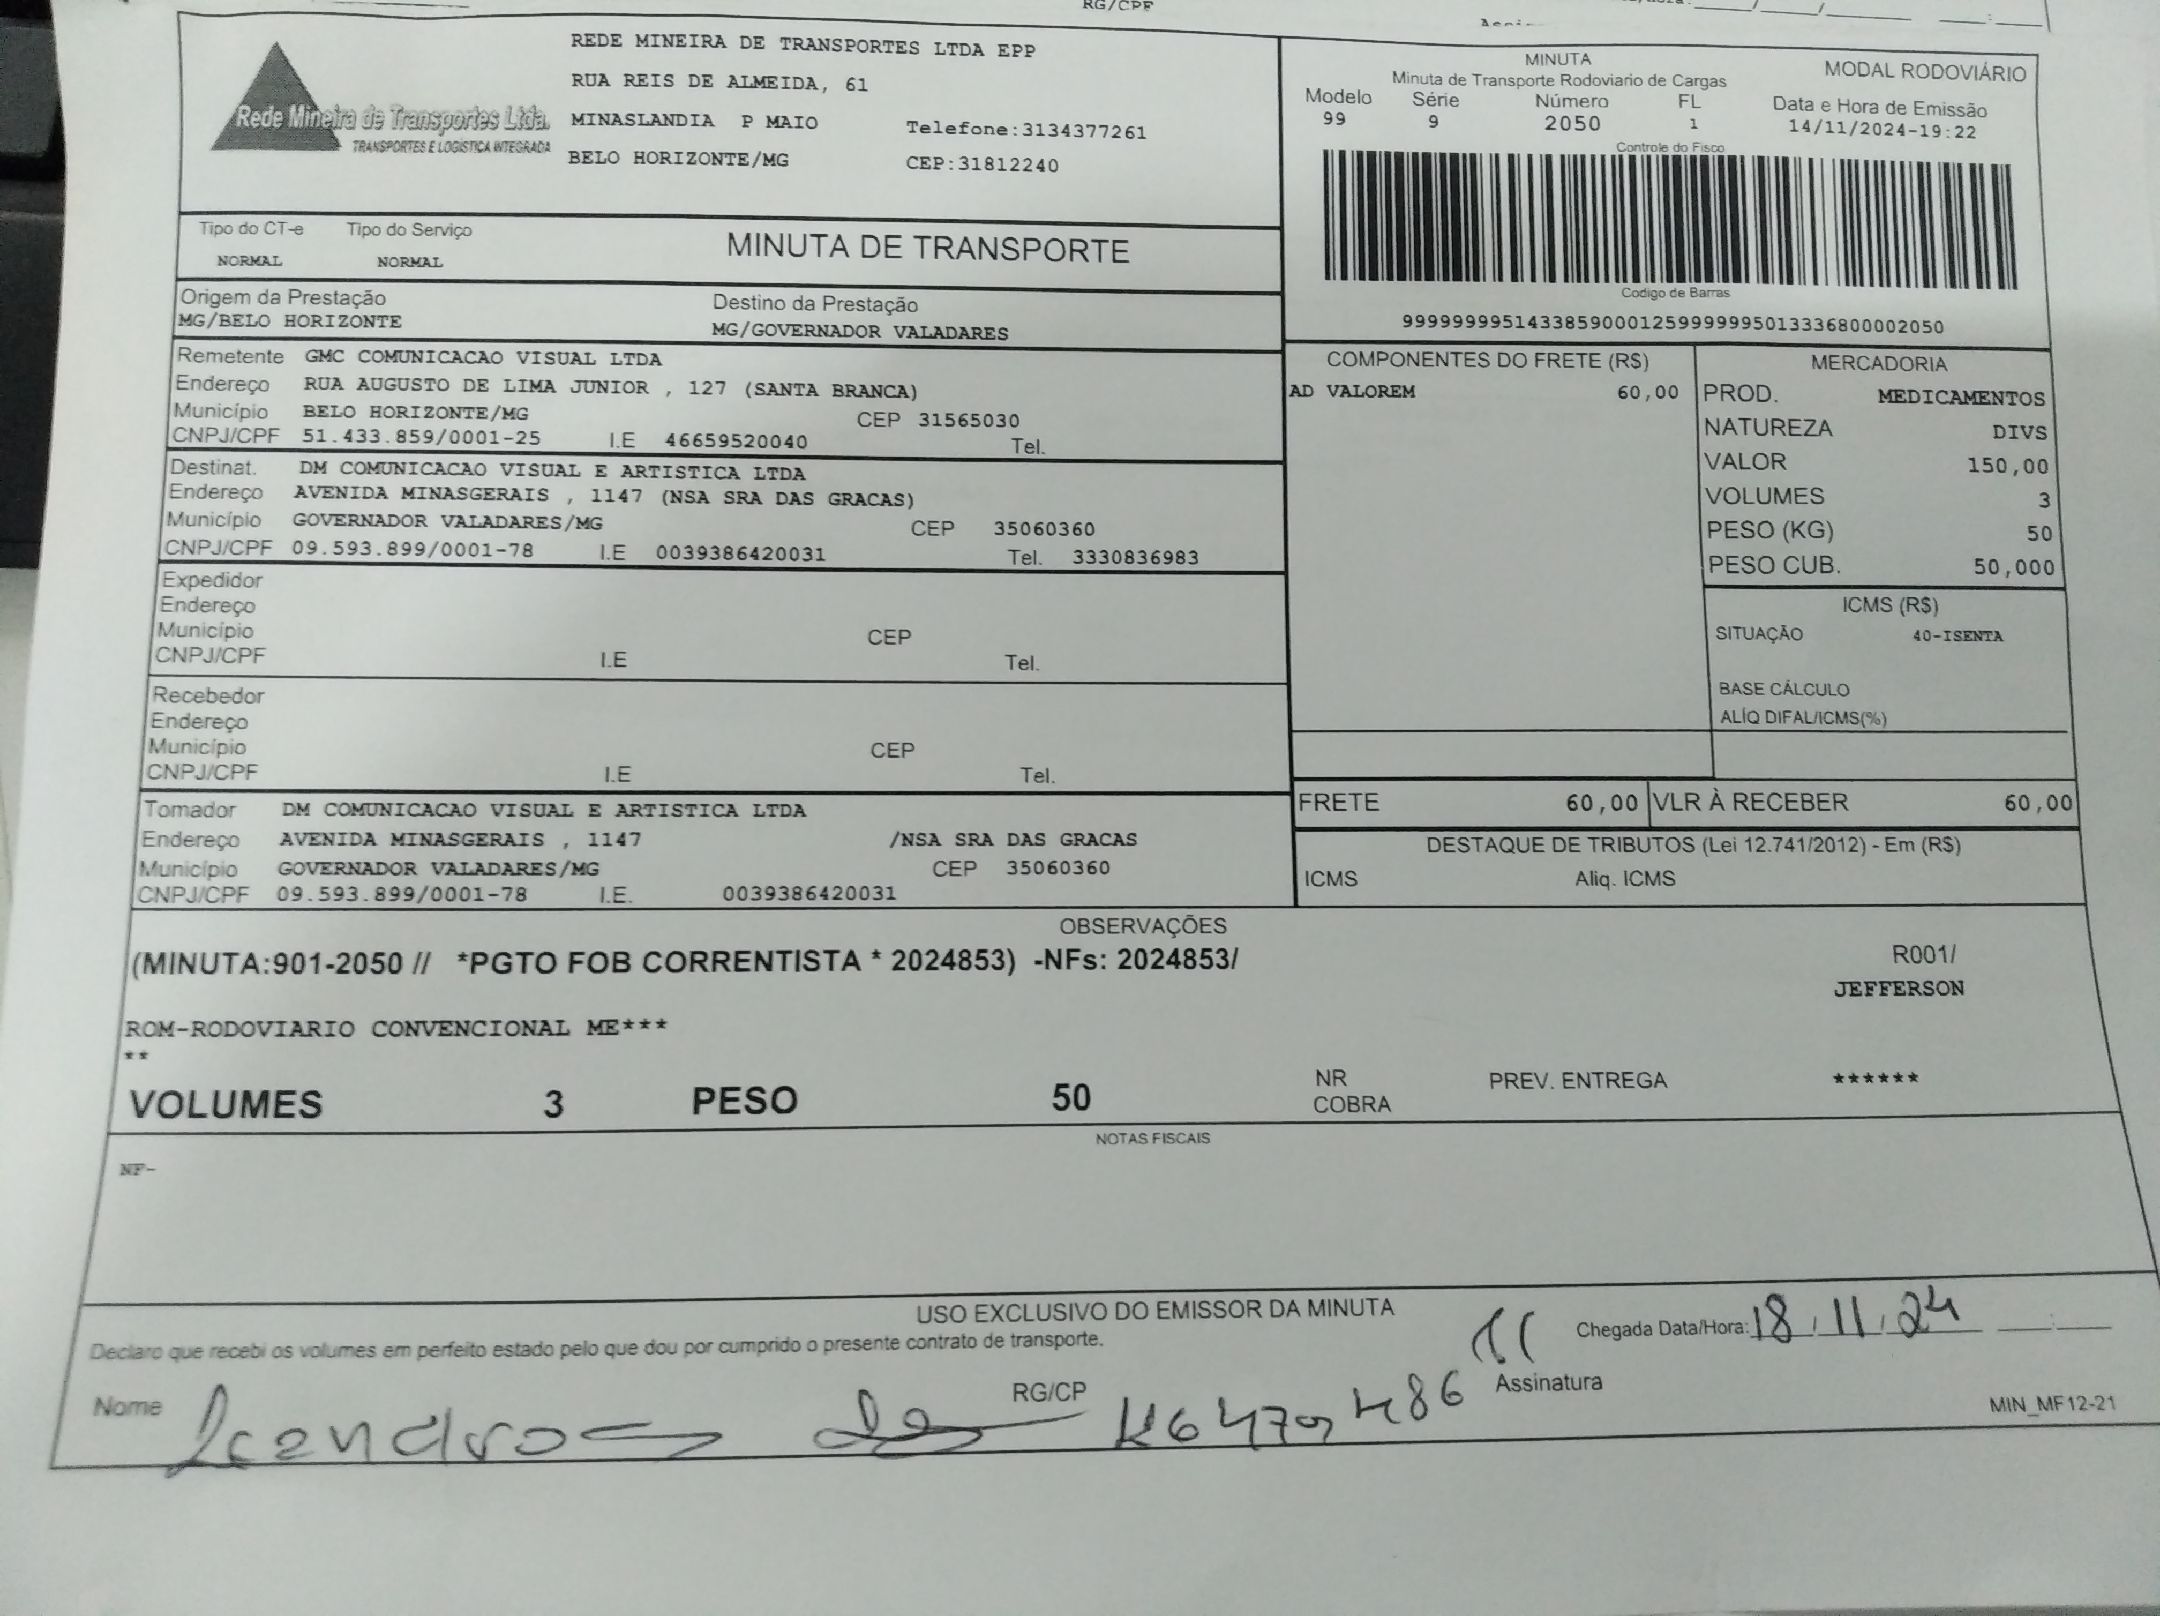 RG/CPF
Rede Mineira de Transportes Ltda.
TRANSPORTES E LOGÍSTICA INTEGRADA
REDE MINEIRA DE TRANSPORTES LTDA EPP
RUA REIS DE ALMEIDA, 61
MINASLANDIA P MAIO Telefone:3134377261
BELO HORIZONTE/MG CEP:31812240
MINUTA
Minuta de Transporte Rodoviario de Cargas
MODAL RODOVIÁRIO
Modelo Série Número FL Data e Hora de Emissão
99 9 2050 1 14/11/2024-19:22
Controle do Fisco
Codigo de Barras
Tipo do CT-e Tipo do Serviço
NORMAL NORMAL
MINUTA DE TRANSPORTE
Origem da Prestação Destino da Prestação
MG/BELO HORIZONTE MG/GOVERNADOR VALADARES
Remetente GMC COMUNICACAO VISUAL LTDA
Endereço RUA AUGUSTO DE LIMA JUNIOR , 127 (SANTA BRANCA)
Município BELO HORIZONTE/MG CEP 31565030
CNPJ/CPF 51.433.859/0001-25 I.E 46659520040 Tel.
Destinat. DM COMUNICACAO VISUAL E ARTISTICA LTDA
Endereço AVENIDA MINASGERAIS , 1147 (NSA SRA DAS GRACAS)
Município GOVERNADOR VALADARES/MG CEP 35060360
CNPJ/CPF 09.593.899/0001-78 I.E 0039386420031 Tel. 3330836983
Expedidor
Endereço
Município CEP
CNPJ/CPF I.E Tel.
Recebedor
Endereço
Município CEP
CNPJ/CPF I.E Tel.
Tomador DM COMUNICACAO VISUAL E ARTISTICA LTDA
Endereço AVENIDA MINASGERAIS , 1147 /NSA SRA DAS GRACAS
Município GOVERNADOR VALADARES/MG CEP 35060360
CNPJ/CPF 09.593.899/0001-78 I.E. 0039386420031
COMPONENTES DO FRETE (R$)
AD VALOREM 60,00
MERCADORIA
PROD. MEDICAMENTOS
NATUREZA DIVS
VALOR 150,00
VOLUMES 3
PESO (KG) 50
PESO CUB. 50,000
ICMS (R$)
SITUAÇÃO 40-ISENTA
BASE CÁLCULO
ALÍQ DIFAL/ICMS(%)
FRETE 60,00 VLR À RECEBER 60,00
DESTAQUE DE TRIBUTOS (Lei 12.741/2012) - Em (R$)
ICMS Aliq. ICMS
OBSERVAÇÕES
(MINUTA:901-2050 // *PGTO FOB CORRENTISTA * 2024853) -NFs: 2024853/
R001/
JEFFERSON
ROM-RODOVIARIO CONVENCIONAL ME***
**
VOLUMES 3 PESO 50
NR
COBRA
PREV. ENTREGA ******
NOTAS FISCAIS
NF-
USO EXCLUSIVO DO EMISSOR DA MINUTA
Declaro que recebi os volumes em perfeito estado pelo que dou por cumprido o presente contrato de transporte.
Chegada Data/Hora: 18/11/24
Nome Leandro RG/CP Assinatura
MIN_MF12-21